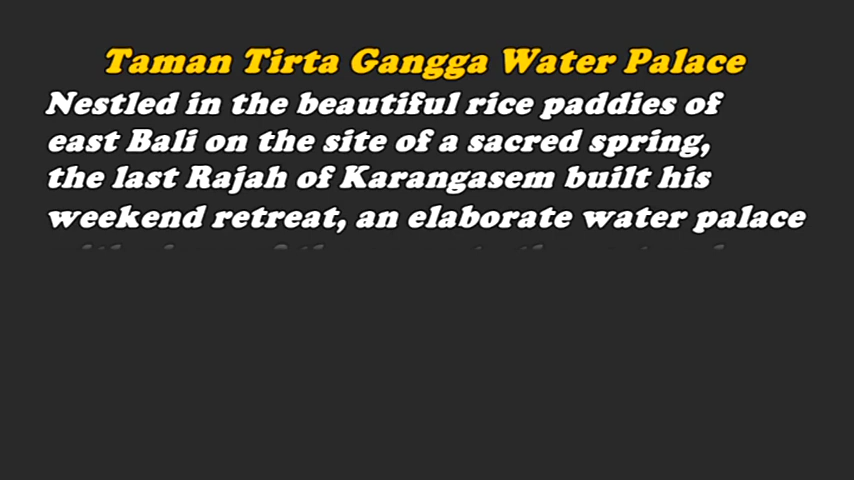 Taman Tirta Gangga Water Palace
Nestled in the beautiful rice paddies of
east Bali on the site of a sacred spring,
the last Rajah of Karangasem built his
weekend retreat, an elaborate water palace